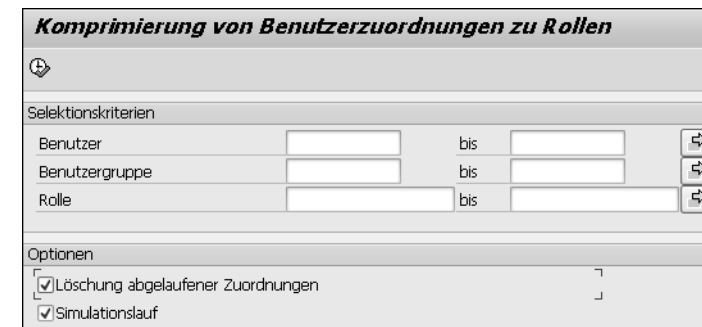 Komprimierung von Benutzerzuordnungen zu Rollen
Selektionskriterien
Benutzer bis
Benutzergruppe bis
Rolle bis
Optionen
Löschung abgelaufener Zuordnungen
Simulationslauf